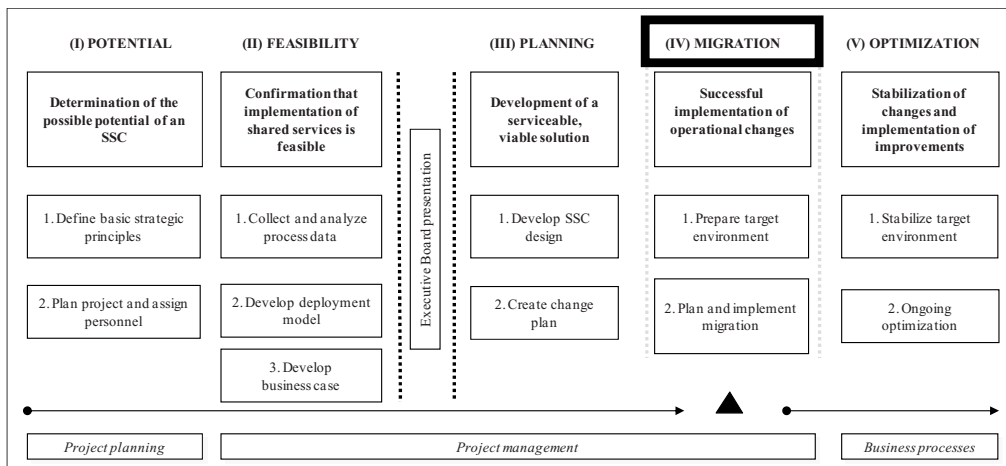 (I) POTENTIAL
(II) FEASIBILITY
(III) PLANNING
(IV) MIGRATION
(V) OPTIMIZATION
Determination of the
possible potential of an
SSC
Confirmation that
implementation of
shared services is
feasible
Development of a
serviceable,
viable solution
Successful
implementation of
operational changes
Stabilization of
changes and
implementation of
improvements
Executive Board presentation
1. Define basic strategic
principles
1. Collect and analyze
process data
1. Develop SSC
design
1. Prepare target
environment
1. Stabilize target
environment
2. Plan project and assign
personnel
2. Develop deployment
model
2. Create change
plan
2. Plan and implement
migration
2. Ongoing
optimization
3. Develop
business case
Project planning
Project management
Business processes